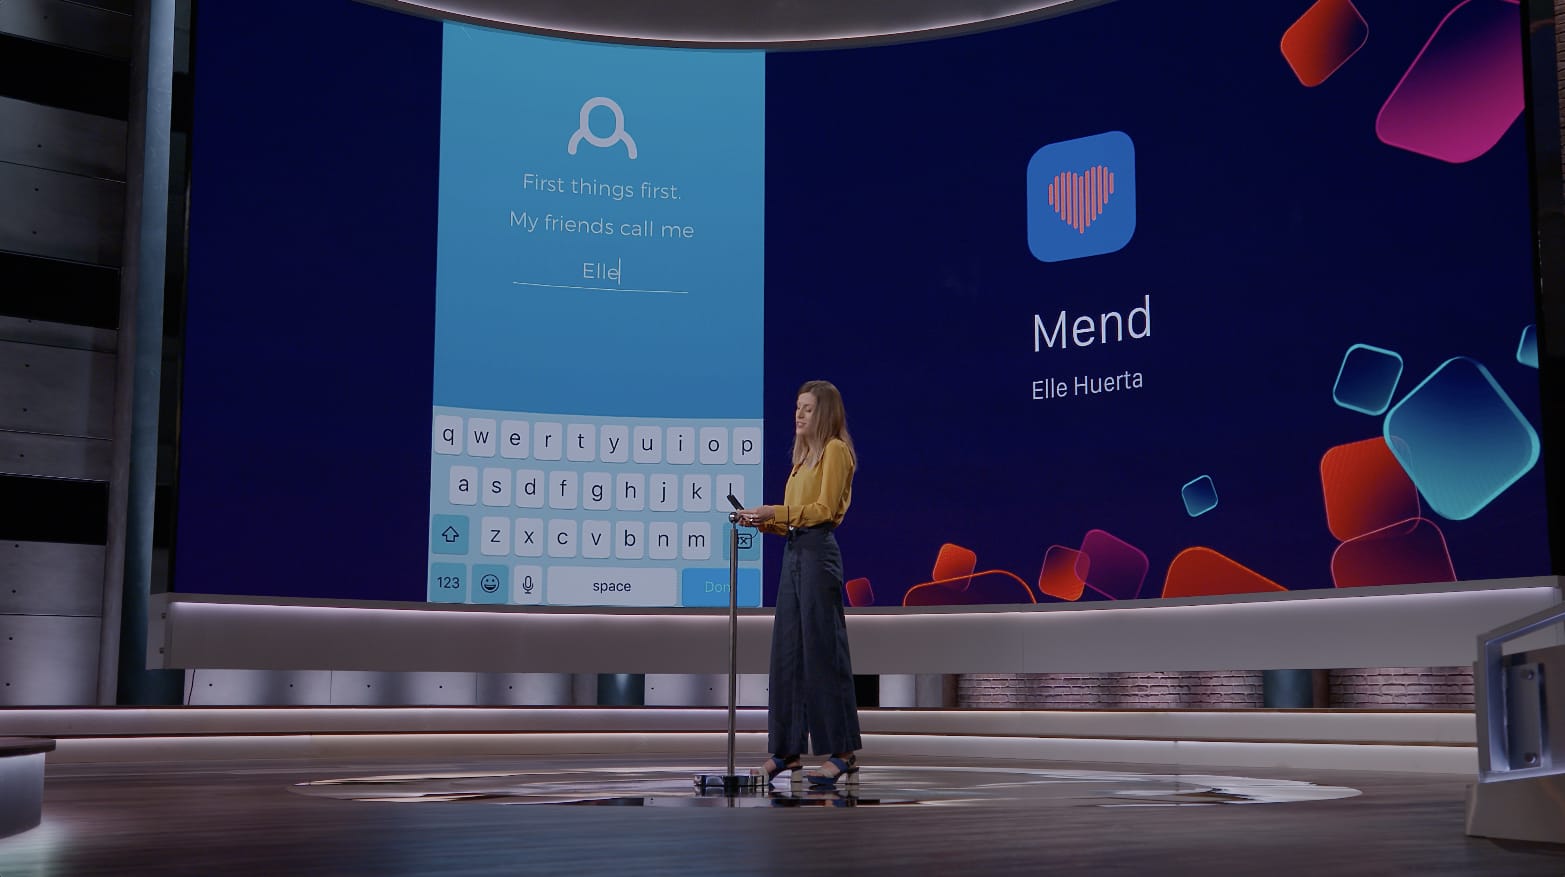 First things first.
My friends call me
Elle
q w e r t y u i o p
a s d f g h j k l
z x c v b n m
123 space Don
Mend
Elle Huerta